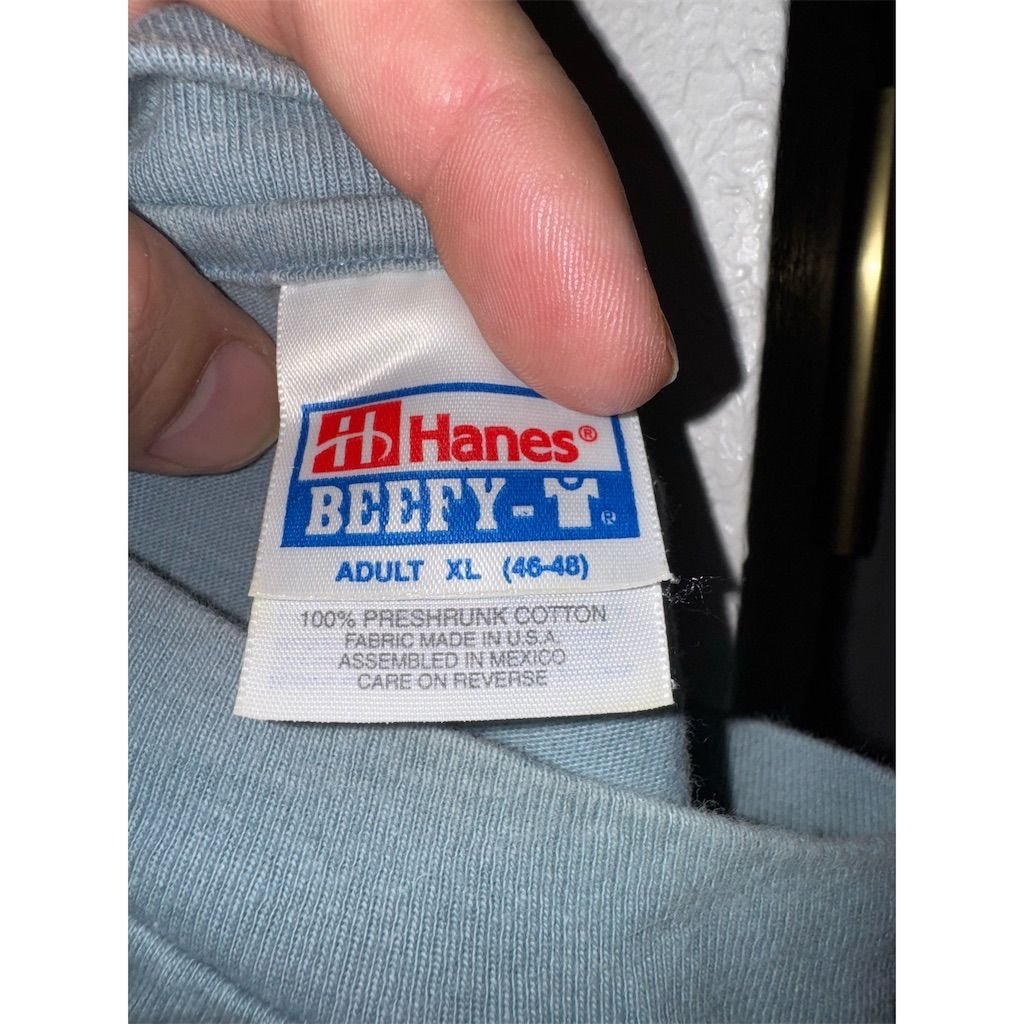 Hanes®
BEEFY-T®
ADULT XL (46-48)
100% PRESHRUNK COTTON
FABRIC MADE IN U.S.A.
ASSEMBLED IN MEXICO
CARE ON REVERSE